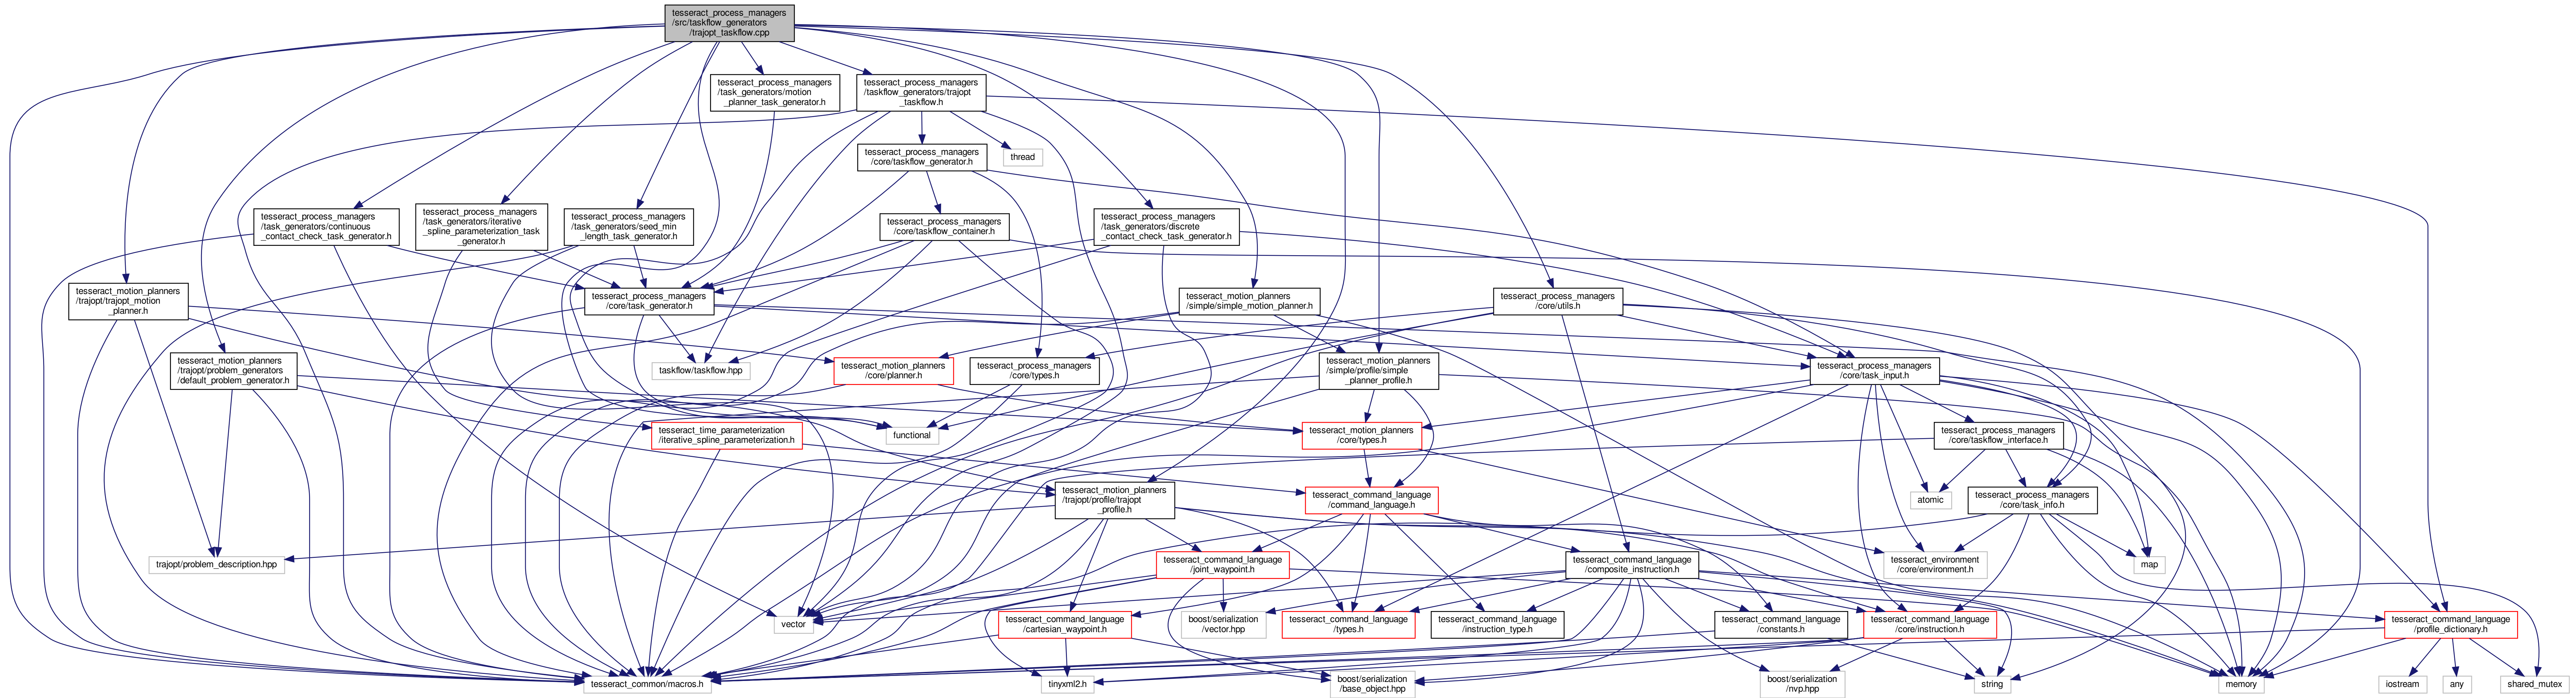 tesseract_process_managers
/src/taskflow_generators
/trajopt_taskflow.cpp
tesseract_process_managers
/task_generators/motion
_planner_task_generator.h
tesseract_process_managers
/taskflow_generators/trajopt
_taskflow.h
tesseract_process_managers
/core/taskflow_generator.h
thread
tesseract_process_managers
/task_generators/continuous
_contact_check_task_generator.h
tesseract_process_managers
/task_generators/iterative
_spline_parameterization_task
_generator.h
tesseract_process_managers
/task_generators/seed_min
_length_task_generator.h
tesseract_process_managers
/core/taskflow_container.h
tesseract_process_managers
/task_generators/discrete
_contact_check_task_generator.h
tesseract_motion_planners
/trajopt/trajopt_motion
_planner.h
tesseract_process_managers
/core/task_generator.h
tesseract_motion_planners
/simple/simple_motion_planner.h
tesseract_process_managers
/core/utils.h
tesseract_motion_planners
/trajopt/problem_generators
/default_problem_generator.h
taskflow/taskflow.hpp
tesseract_motion_planners
/core/planner.h
tesseract_process_managers
/core/types.h
tesseract_motion_planners
/simple/profile/simple
_planner_profile.h
tesseract_process_managers
/core/task_input.h
tesseract_time_parameterization
/iterative_spline_parameterization.h
functional
tesseract_motion_planners
/core/types.h
tesseract_process_managers
/core/taskflow_interface.h
tesseract_motion_planners
/trajopt/profile/trajopt
_profile.h
tesseract_command_language
/command_language.h
atomic
tesseract_process_managers
/core/task_info.h
trajopt/problem_description.hpp
tesseract_command_language
/joint_waypoint.h
tesseract_command_language
/composite_instruction.h
tesseract_environment
/core/environment.h
map
vector
tesseract_command_language
/cartesian_waypoint.h
boost/serialization
/vector.hpp
tesseract_command_language
/types.h
tesseract_command_language
/instruction_type.h
tesseract_command_language
/constants.h
tesseract_command_language
/core/instruction.h
tesseract_command_language
/profile_dictionary.h
tesseract_common/macros.h
tinyxml2.h
boost/serialization
/base_object.hpp
boost/serialization
/nvp.hpp
string
memory
iostream
any
shared_mutex